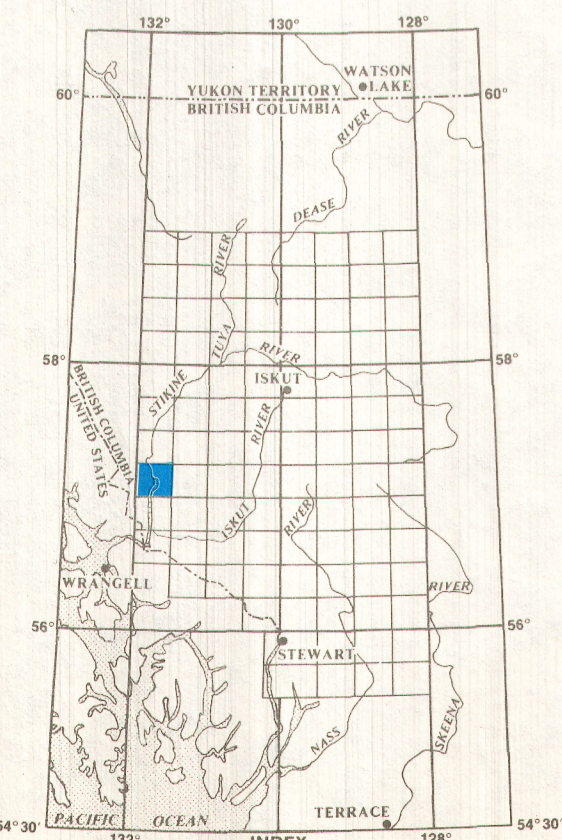 132°
130°
128°
WATSON
LAKE
60°
YUKON TERRITORY
60°
BRITISH COLUMBIA
RIVER
DEASE
RIVER
TUYA
RIVER
58°
58°
ISKUT
STIKINE
BRITISH COLUMBIA
UNITED STATES
RIVER
ISKUT
RIVER
WRANGELL
RIVER
56°
56°
STEWART
NASS
SKEENA
TERRACE
PACIFIC OCEAN
54°30'
54°30'
132°
INDEX
128°